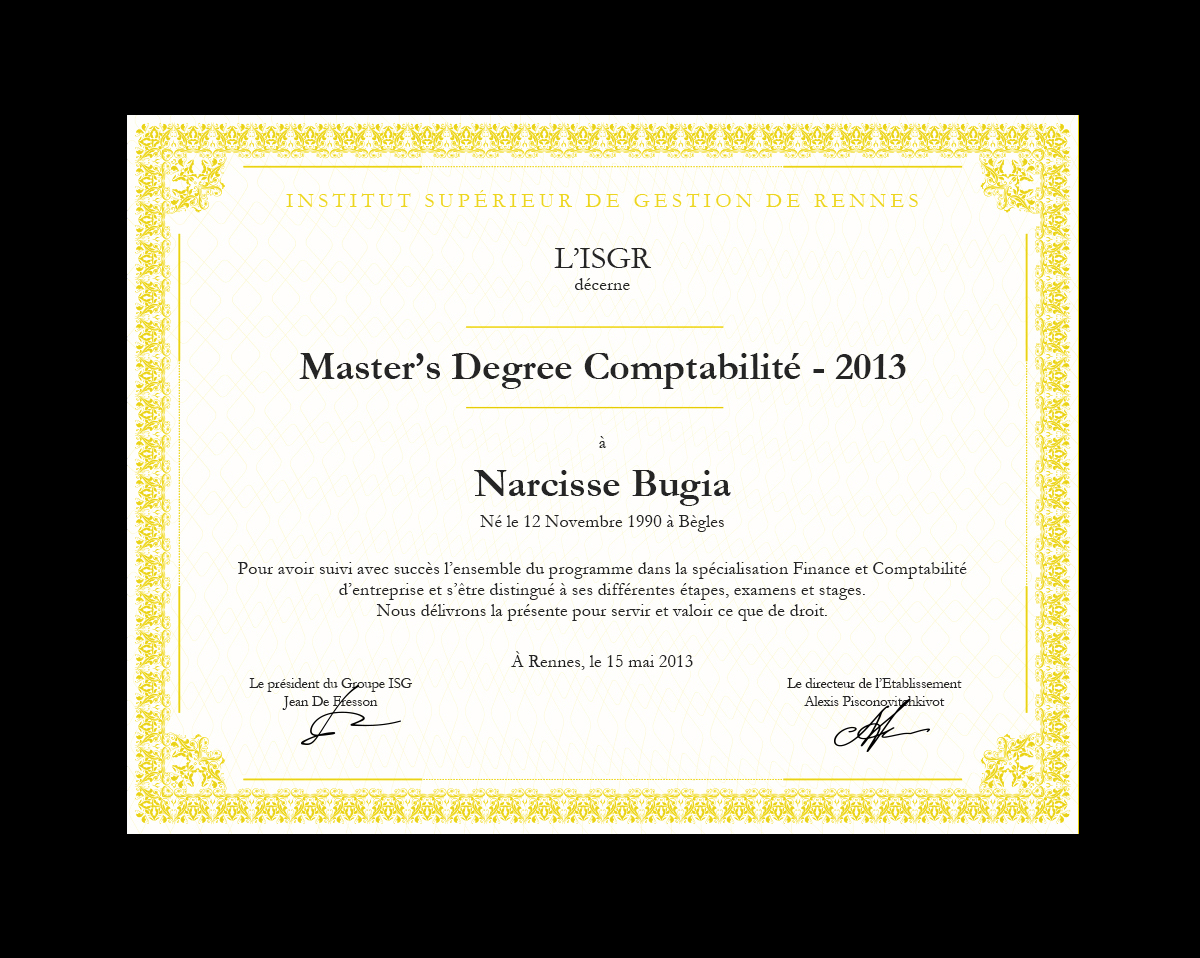 INSTITUT SUPÉRIEUR DE GESTION DE RENNES
L'ISGR
décerne
Master's Degree Comptabilité - 2013
à
Narcisse Bugia
Né le 12 Novembre 1990 à Bègles
Pour avoir suivi avec succès l'ensemble du programme dans la spécialisation Finance et Comptabilité
d'entreprise et s'être distingué à ses différentes étapes, examens et stages.
Nous délivrons la présente pour servir et valoir ce que de droit.
À Rennes, le 15 mai 2013
Le président du Groupe ISG
Jean De Fresson
Le directeur de l'Etablissement
Alexis Pisconovitchkivot